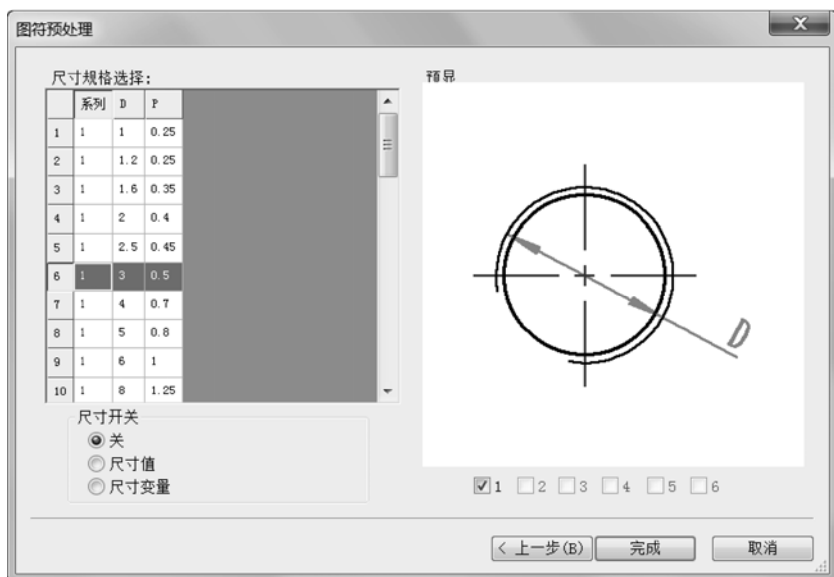 图符预处理
尺寸规格选择:
预显
系列 D P
1 1 1 0.25
2 1 1.2 0.25
3 1 1.6 0.35
4 1 2 0.4
5 1 2.5 0.45
6 1 3 0.5
7 1 4 0.7
8 1 5 0.8
9 1 6 1
10 1 8 1.25
D
尺寸开关
关
尺寸值
尺寸变量
1 2 3 4 5 6
< 上一步(B) 完成 取消